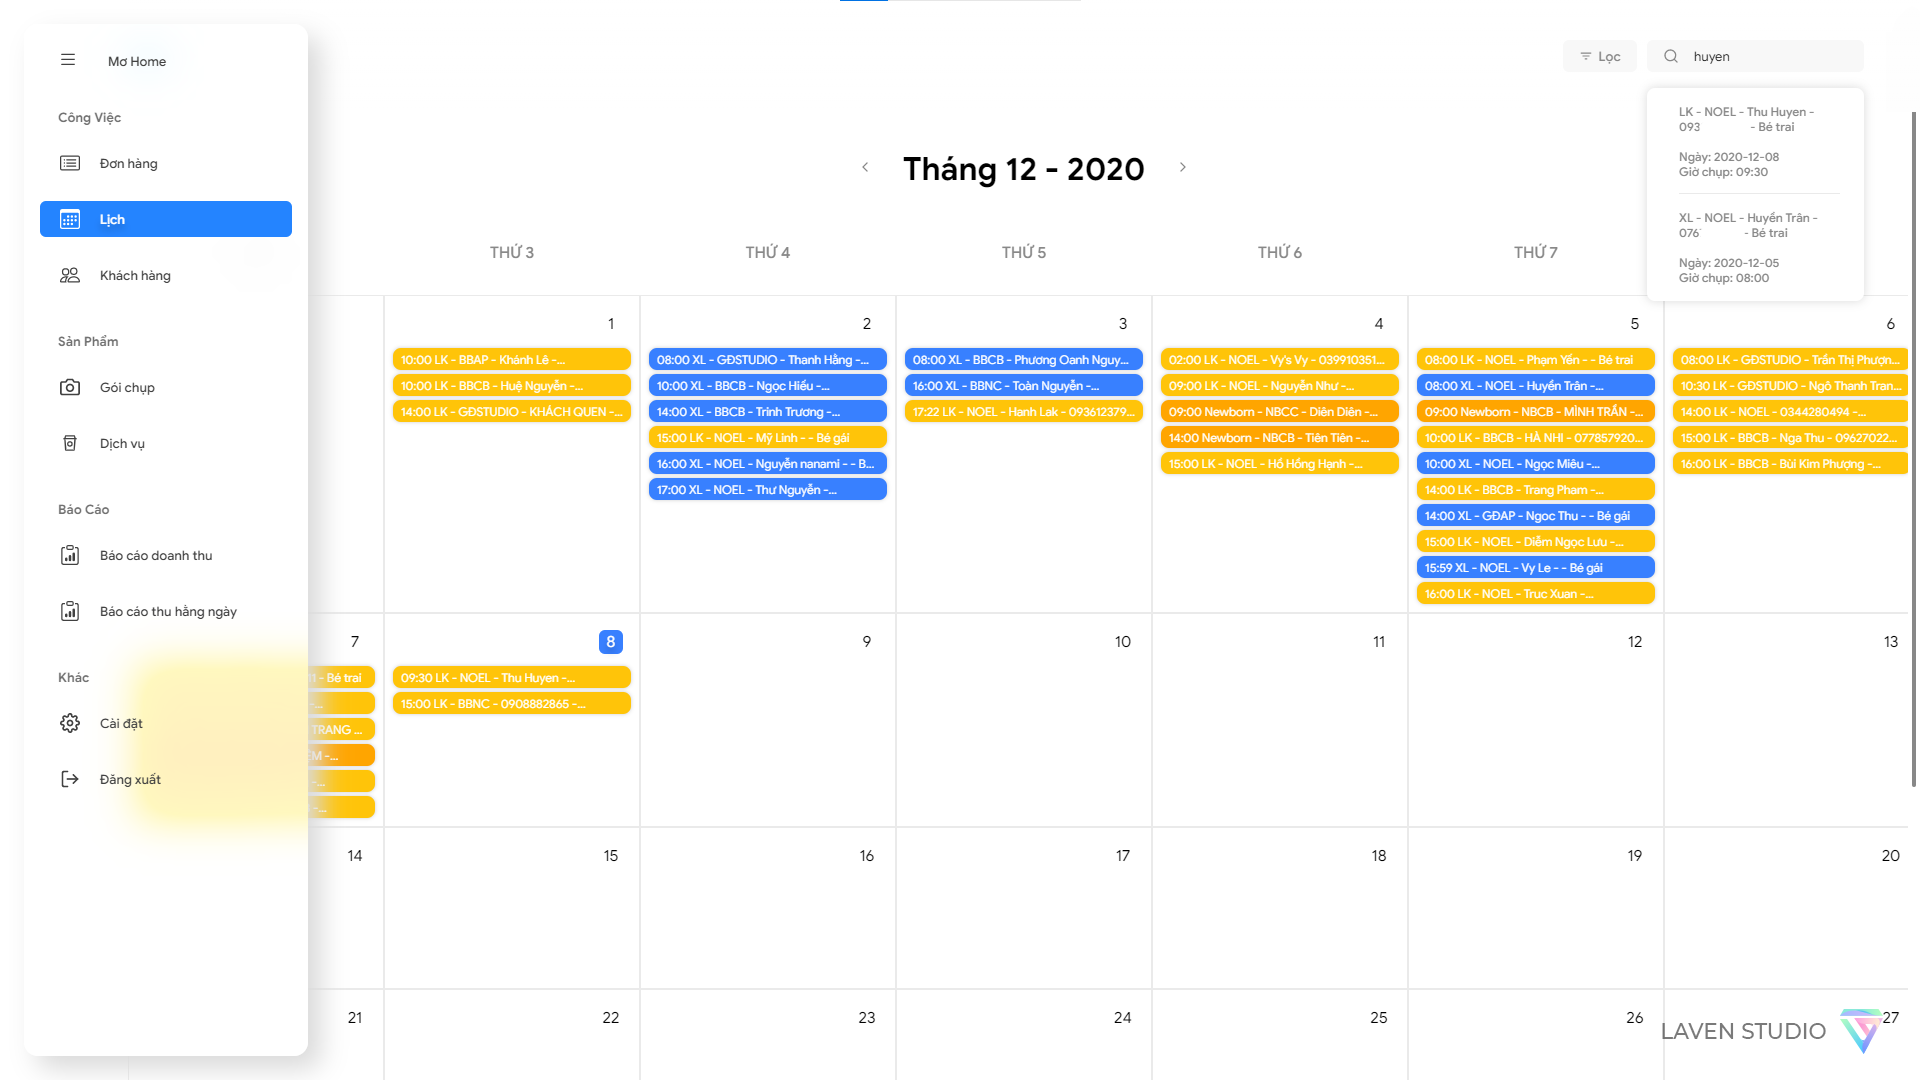 Mơ Home
Công Việc
Đơn hàng
Lịch
Khách hàng
Sản Phẩm
Gói chụp
Dịch vụ
Báo Cáo
Báo cáo doanh thu
Báo cáo thu hằng ngày
Khác
Cài đặt
Đăng xuất
Lọc
huyen
LK - NOEL - Thu Huyen -
093 - Bé trai
Ngày: 2020-12-08
Giờ chụp: 09:30
XL - NOEL - Huyền Trân -
076 - Bé trai
Ngày: 2020-12-05
Giờ chụp: 08:00
Tháng 12 - 2020
THỨ 3 THỨ 4 THỨ 5 THỨ 6 THỨ 7
1
10:00 LK - BBAP - Khánh Lê -...
10:00 LK - BBCB - Huệ Nguyễn -...
14:00 LK - GĐSTUDIO - KHÁCH QUEN -...
2
08:00 XL - GĐSTUDIO - Thanh Hằng -...
10:00 XL - BBCB - Ngọc Hiếu -...
14:00 XL - BBCB - Trinh Trương -...
15:00 LK - NOEL - Mỹ Linh - - Bé gái
16:00 XL - NOEL - Nguyễn nanami - - B...
17:00 XL - NOEL - Thư Nguyễn -...
3
08:00 XL - BBCB - Phương Oanh Nguy...
16:00 XL - BBNC - Toàn Nguyễn -...
17:22 LK - NOEL - Hanh Lak - 093612379...
4
02:00 LK - NOEL - Vy's Vy - 039910351...
09:00 LK - NOEL - Nguyễn Như -...
09:00 Newborn - NBCC - Diên Diên -...
14:00 Newborn - NBCB - Tiên Tiên -...
15:00 LK - NOEL - Hồ Hồng Hạnh -...
5
08:00 LK - NOEL - Phạm Yến - - Bé trai
08:00 XL - NOEL - Huyền Trân -...
09:00 Newborn - NBCB - MÌNH TRẦN -...
10:00 LK - BBCB - HÀ NHI - 077857920...
10:00 XL - NOEL - Ngọc Miêu -...
14:00 LK - BBCB - Trang Pham -...
14:00 XL - GĐAP - Ngoc Thu - - Bé gái
15:00 LK - NOEL - Diễm Ngọc Lưu -...
15:59 XL - NOEL - Vy Le - - Bé gái
16:00 LK - NOEL - Truc Xuan -...
6
08:00 LK - GĐSTUDIO - Trần Thị Phượn...
10:30 LK - GĐSTUDIO - Ngô Thanh Tran...
14:00 LK - NOEL - 0344280494 -...
15:00 LK - BBCB - Nga Thu - 09627022...
16:00 LK - BBCB - Bùi Kim Phượng -...
7
- Bé trai
-...
TRANG ...
-...
-...
-...
8
09:30 LK - NOEL - Thu Huyen -...
15:00 LK - BBNC - 0908882865 -...
9 10 11 12 13
14 15 16 17 18 19 20
21 22 23 24 25 26 27
LAVEN STUDIO